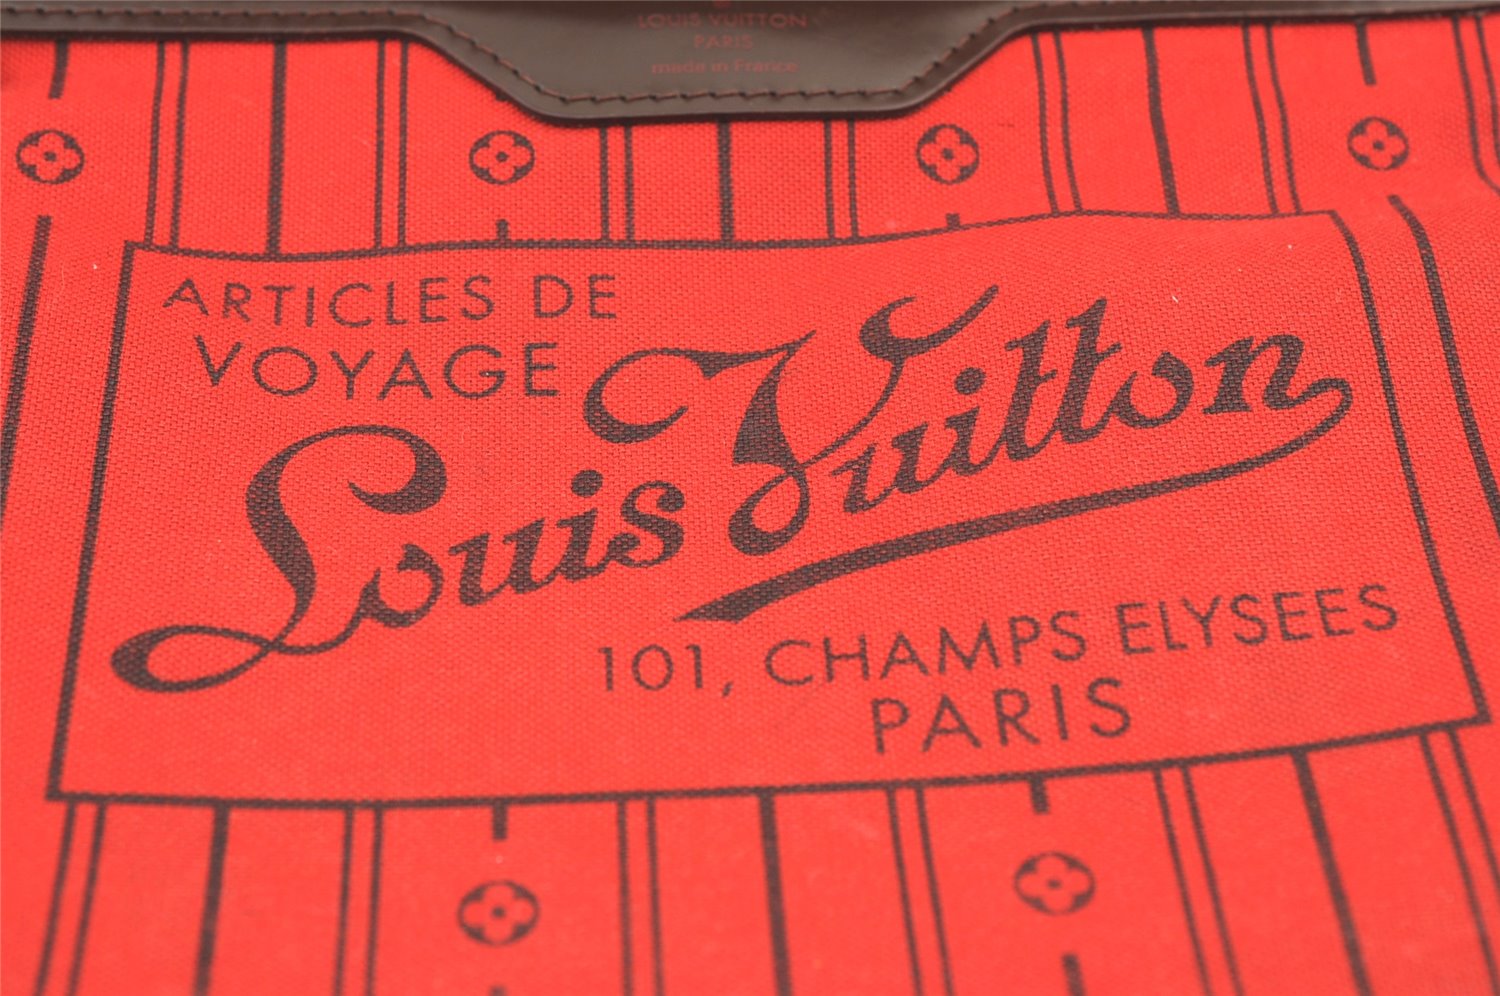 LOUIS VUITTON
PARIS
made in France
ARTICLES DE
VOYAGE
Louis Vuitton
101, CHAMPS ELYSEES
PARIS